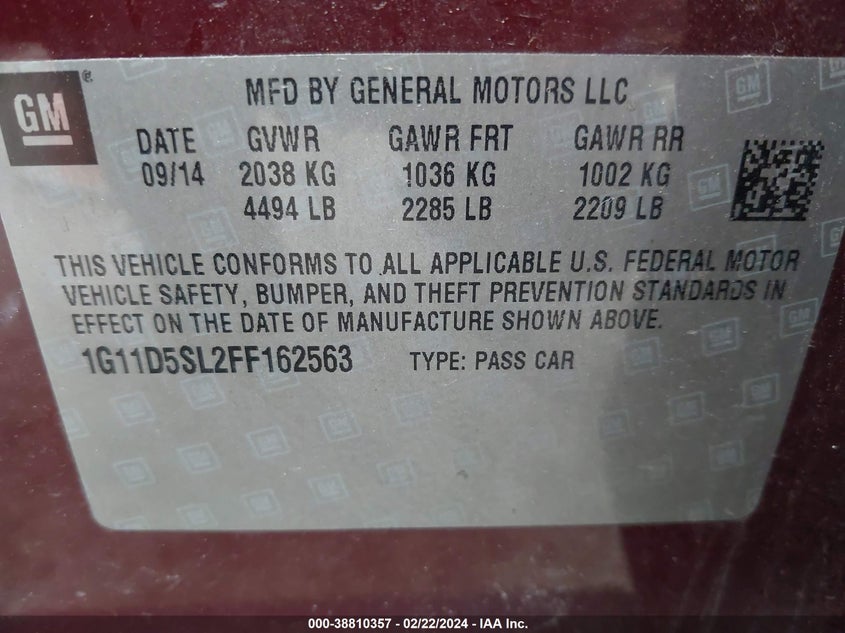 GM ®
MFD BY GENERAL MOTORS LLC
DATE GVWR GAWR FRT GAWR RR
09/14 2038 KG 1036 KG 1002 KG
4494 LB 2285 LB 2209 LB
THIS VEHICLE CONFORMS TO ALL APPLICABLE U.S. FEDERAL MOTOR
VEHICLE SAFETY, BUMPER, AND THEFT PREVENTION STANDARDS IN
EFFECT ON THE DATE OF MANUFACTURE SHOWN ABOVE.
1G11D5SL2FF162563 TYPE: PASS CAR
000-38810357 - 02/22/2024 - IAA Inc.